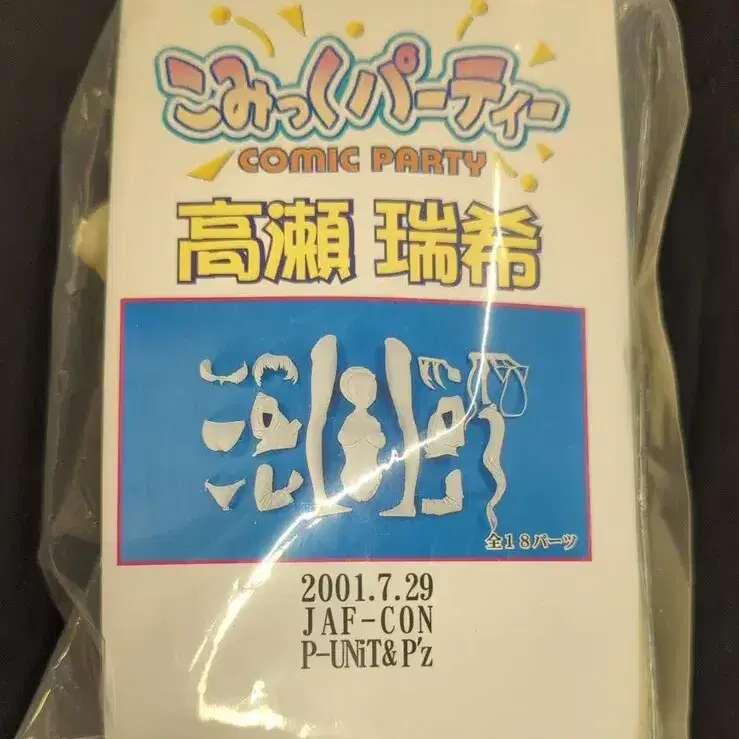 こみっくパーティー
COMIC PARTY
高瀬 瑞希
全18パーツ
2001.7.29
JAF-CON
P-UNiT&P'z